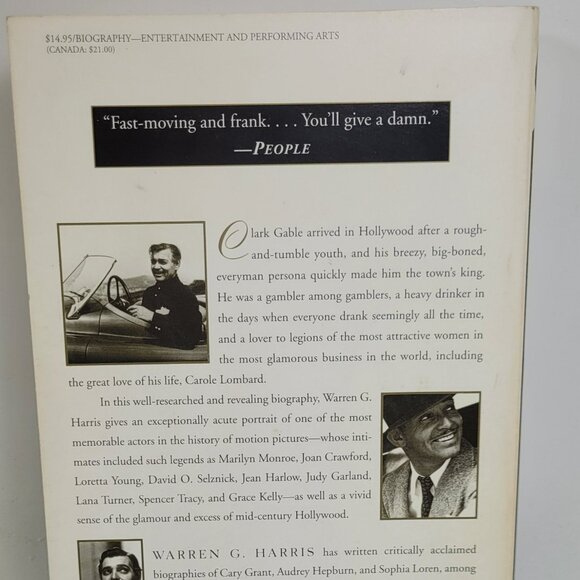 $14.95/BIOGRAPHY—ENTERTAINMENT AND PERFORMING ARTS
(CANADA: $21.00)
“Fast-moving and frank. . . . You'll give a damn.”
—PEOPLE
Clark Gable arrived in Hollywood after a rough-
and-tumble youth, and his breezy, big-boned,
everyman persona quickly made him the town's king.
He was a gambler among gamblers, a heavy drinker in
the days when everyone drank seemingly all the time,
and a lover to legions of the most attractive women in
the most glamorous business in the world, including
the great love of his life, Carole Lombard.
In this well-researched and revealing biography, Warren G.
Harris gives an exceptionally acute portrait of one of the most
memorable actors in the history of motion pictures—whose inti-
mates included such legends as Marilyn Monroe, Joan Crawford,
Loretta Young, David O. Selznick, Jean Harlow, Judy Garland,
Lana Turner, Spencer Tracy, and Grace Kelly—as well as a vivid
sense of the glamour and excess of mid-century Hollywood.
WARREN G. HARRIS has written critically acclaimed
biographies of Cary Grant, Audrey Hepburn, and Sophia Loren, among